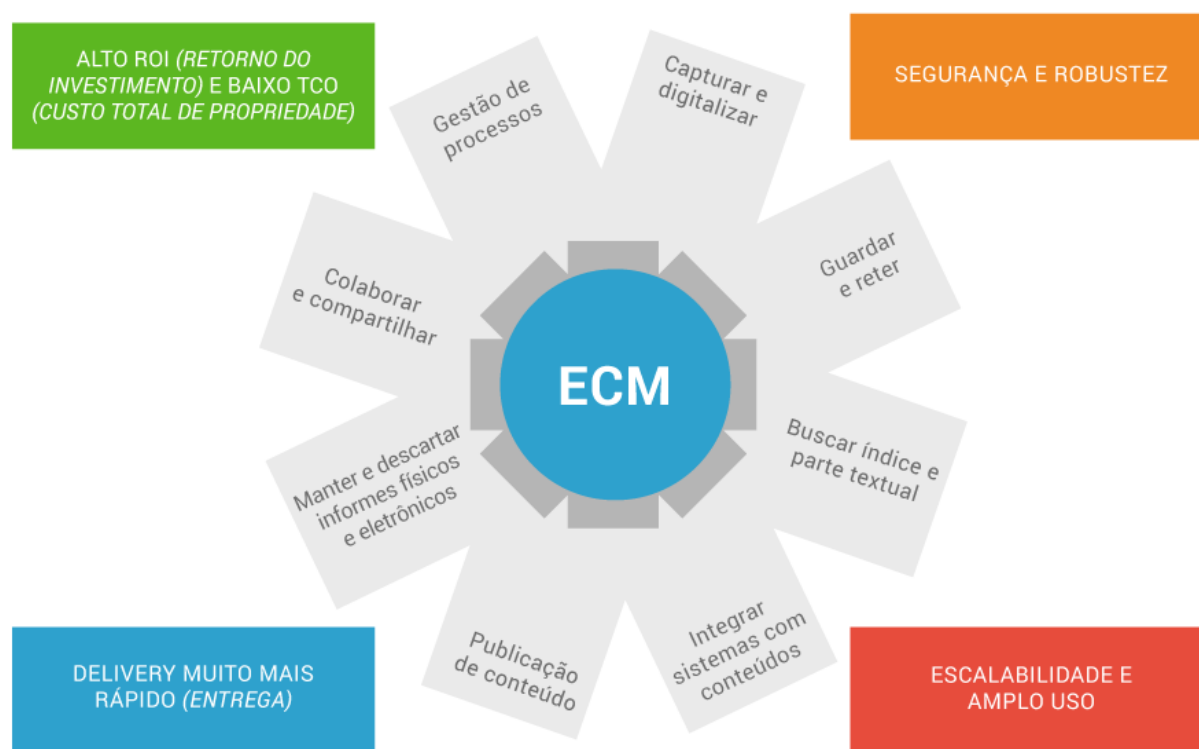 ALTO ROI (RETORNO DO
INVESTIMENTO) E BAIXO TCO
(CUSTO TOTAL DE PROPRIEDADE)
SEGURANÇA E ROBUSTEZ
Gestão de
processos
Capturar e
digitalizar
Colaborar
e compartilhar
Guardar
e reter
ECM
Manter e descartar
informes físicos
e eletrônicos
Buscar índice e
parte textual
Publicação
de conteúdo
Integrar
sistemas com
conteúdos
DELIVERY MUITO MAIS
RÁPIDO (ENTREGA)
ESCALABILIDADE E
AMPLO USO